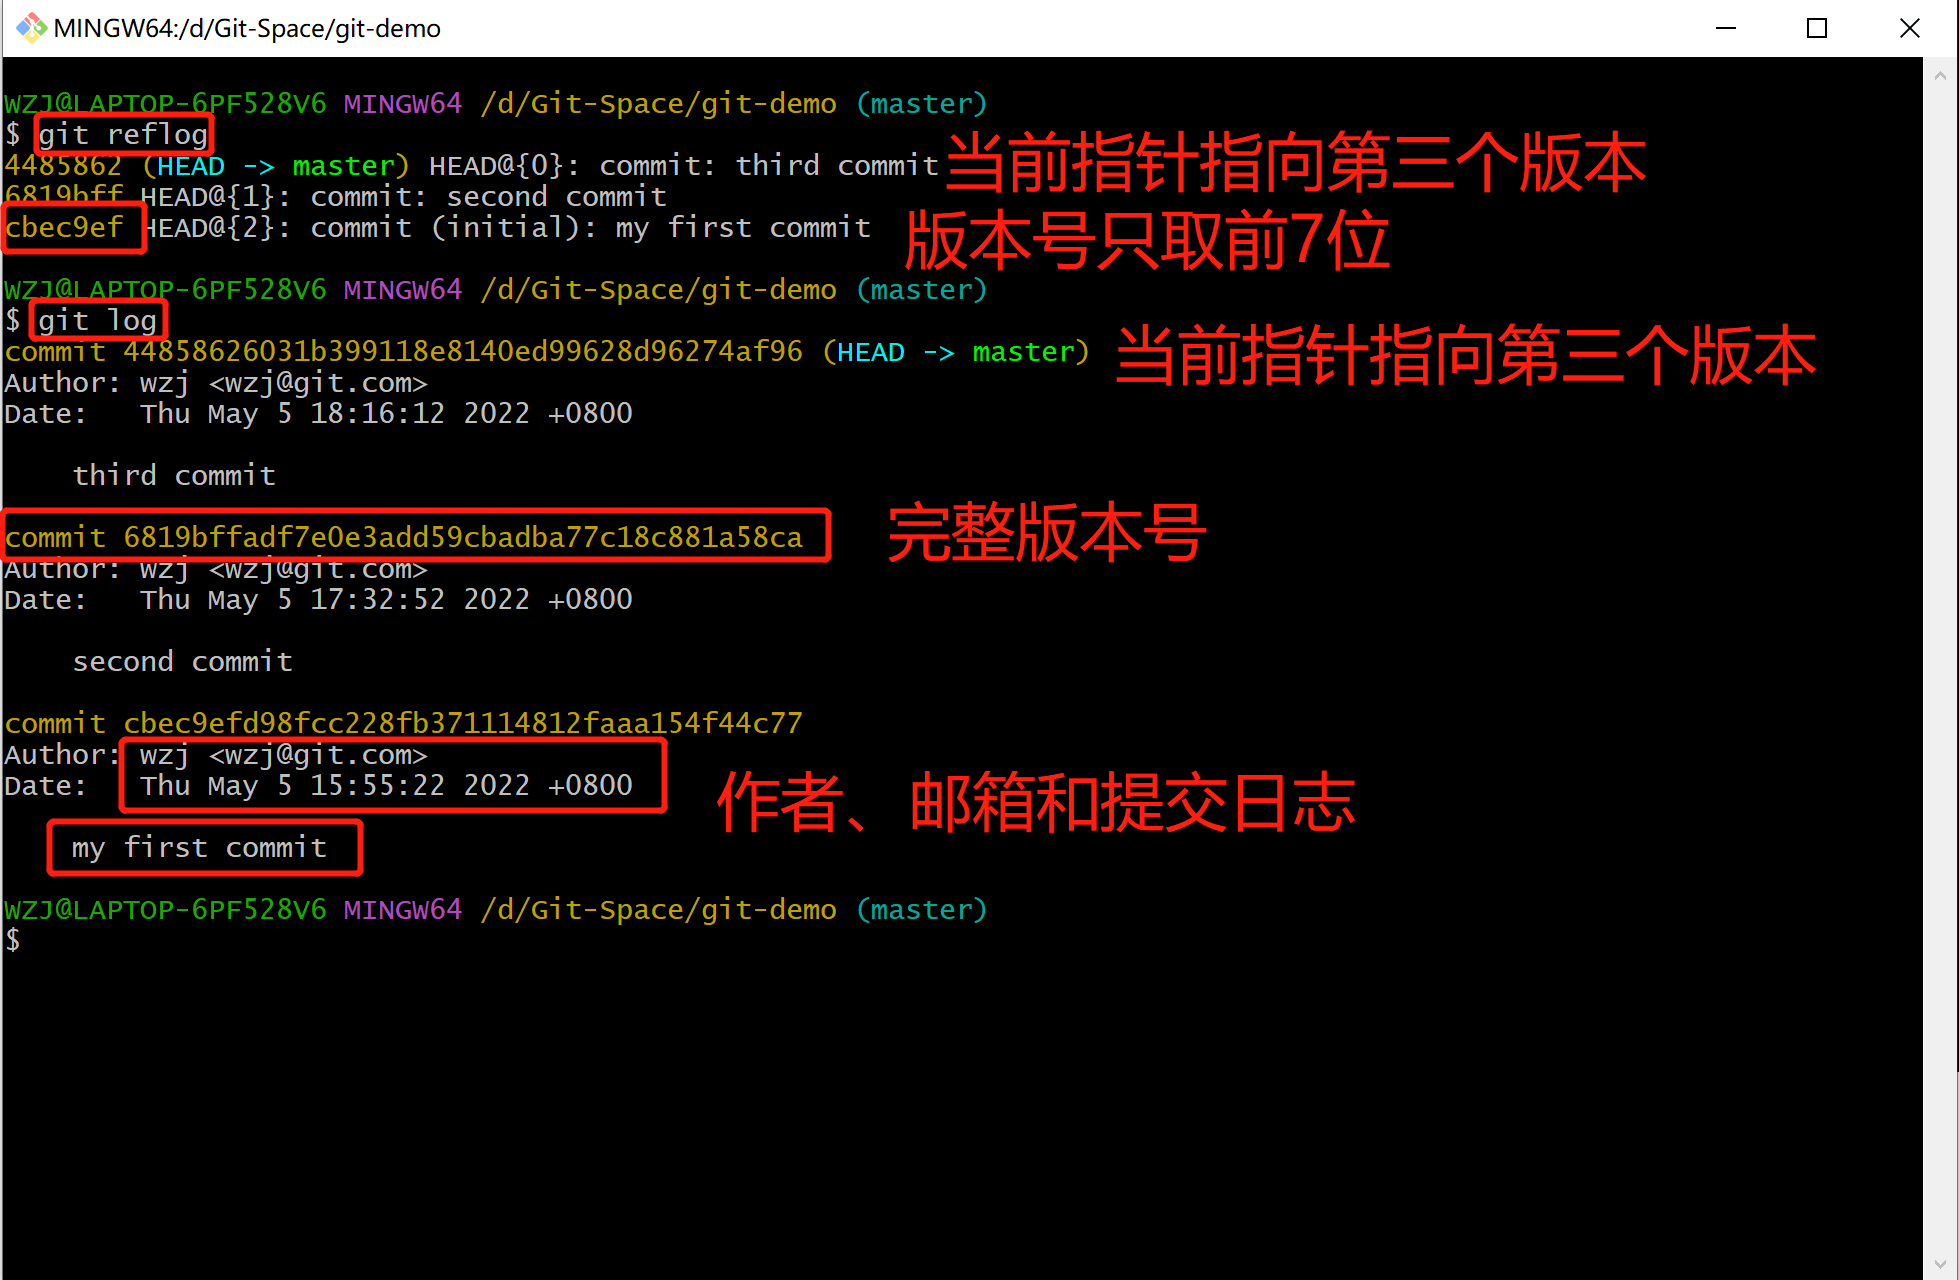 MINGW64:/d/Git-Space/git-demo
WZJ@LAPTOP-6PF528V6 MINGW64 /d/Git-Space/git-demo (master)
$ git reflog
4485862 (HEAD -> master) HEAD@{0}: commit: third commit 当前指针指向第三个版本
6819bff HEAD@{1}: commit: second commit
cbec9ef HEAD@{2}: commit (initial): my first commit 版本号只取前7位
WZJ@LAPTOP-6PF528V6 MINGW64 /d/Git-Space/git-demo (master)
$ git log
commit 44858626031b399118e8140ed99628d96274af96 (HEAD -> master) 当前指针指向第三个版本
Author: wzj <wzj@git.com>
Date:   Thu May 5 18:16:12 2022 +0800
third commit
commit 6819bffadf7e0e3add59cbadba77c18c881a58ca 完整版本号
Author: wzj <wzj@git.com>
Date:   Thu May 5 17:32:52 2022 +0800
second commit
commit cbec9efd98fcc228fb371114812faaa154f44c77
Author: wzj <wzj@git.com>
Date:   Thu May 5 15:55:22 2022 +0800 作者、邮箱和提交日志
my first commit
WZJ@LAPTOP-6PF528V6 MINGW64 /d/Git-Space/git-demo (master)
$